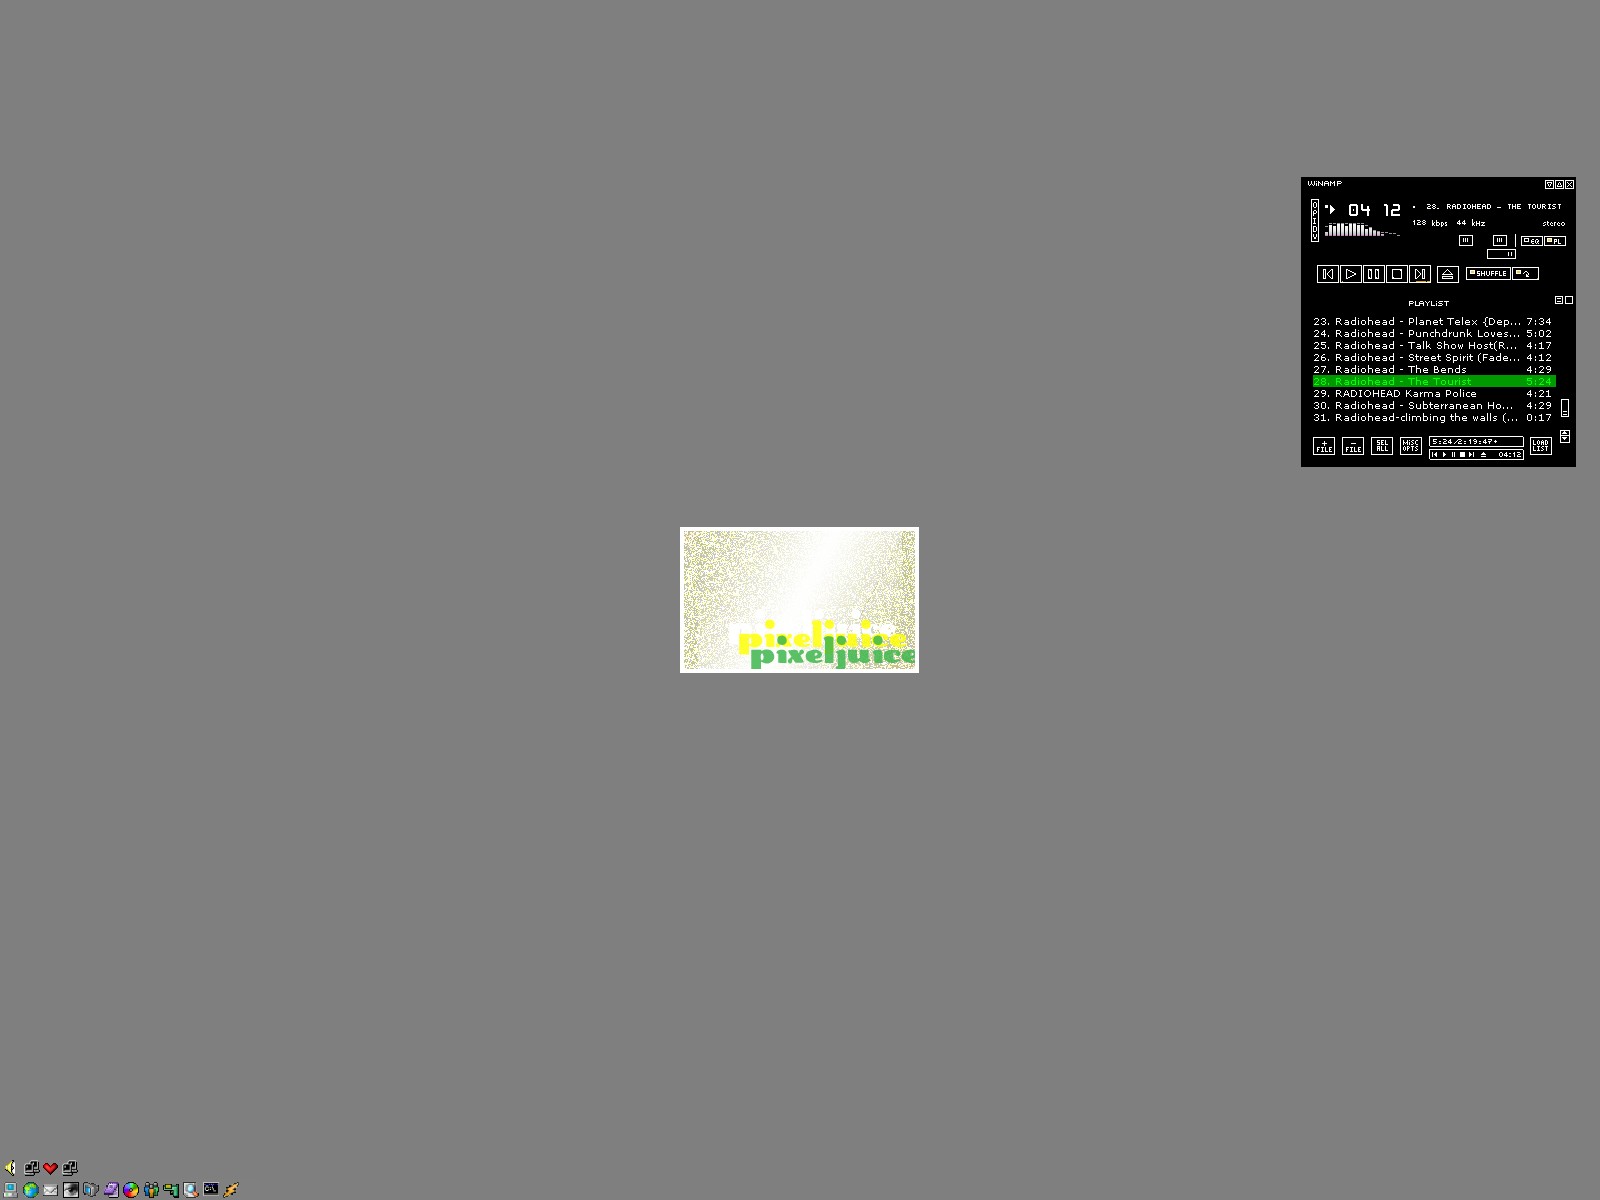 WiNAMP
OPIDV
04 12
28. RADIOHEAD - THE TOURIST
128 kbps 44 kHz stereo
EQ PL
SHUFFLE
PLAYLiST
23. Radiohead - Planet Telex {Dep... 7:34
24. Radiohead - Punchdrunk Loves... 5:02
25. Radiohead - Talk Show Host(R... 4:17
26. Radiohead - Street Spirit (Fade... 4:12
27. Radiohead - The Bends 4:29
28. Radiohead - The Tourist 5:24
29. RADIOHEAD Karma Police 4:21
30. Radiohead - Subterranean Ho... 4:29
31. Radiohead-climbing the walls (... 0:17
+ FILE
- FILE
SEL ALL
MiSC OPTS
5:24/2:19:47+
04:12
LOAD LIST
pixeljuice
pixeljuice